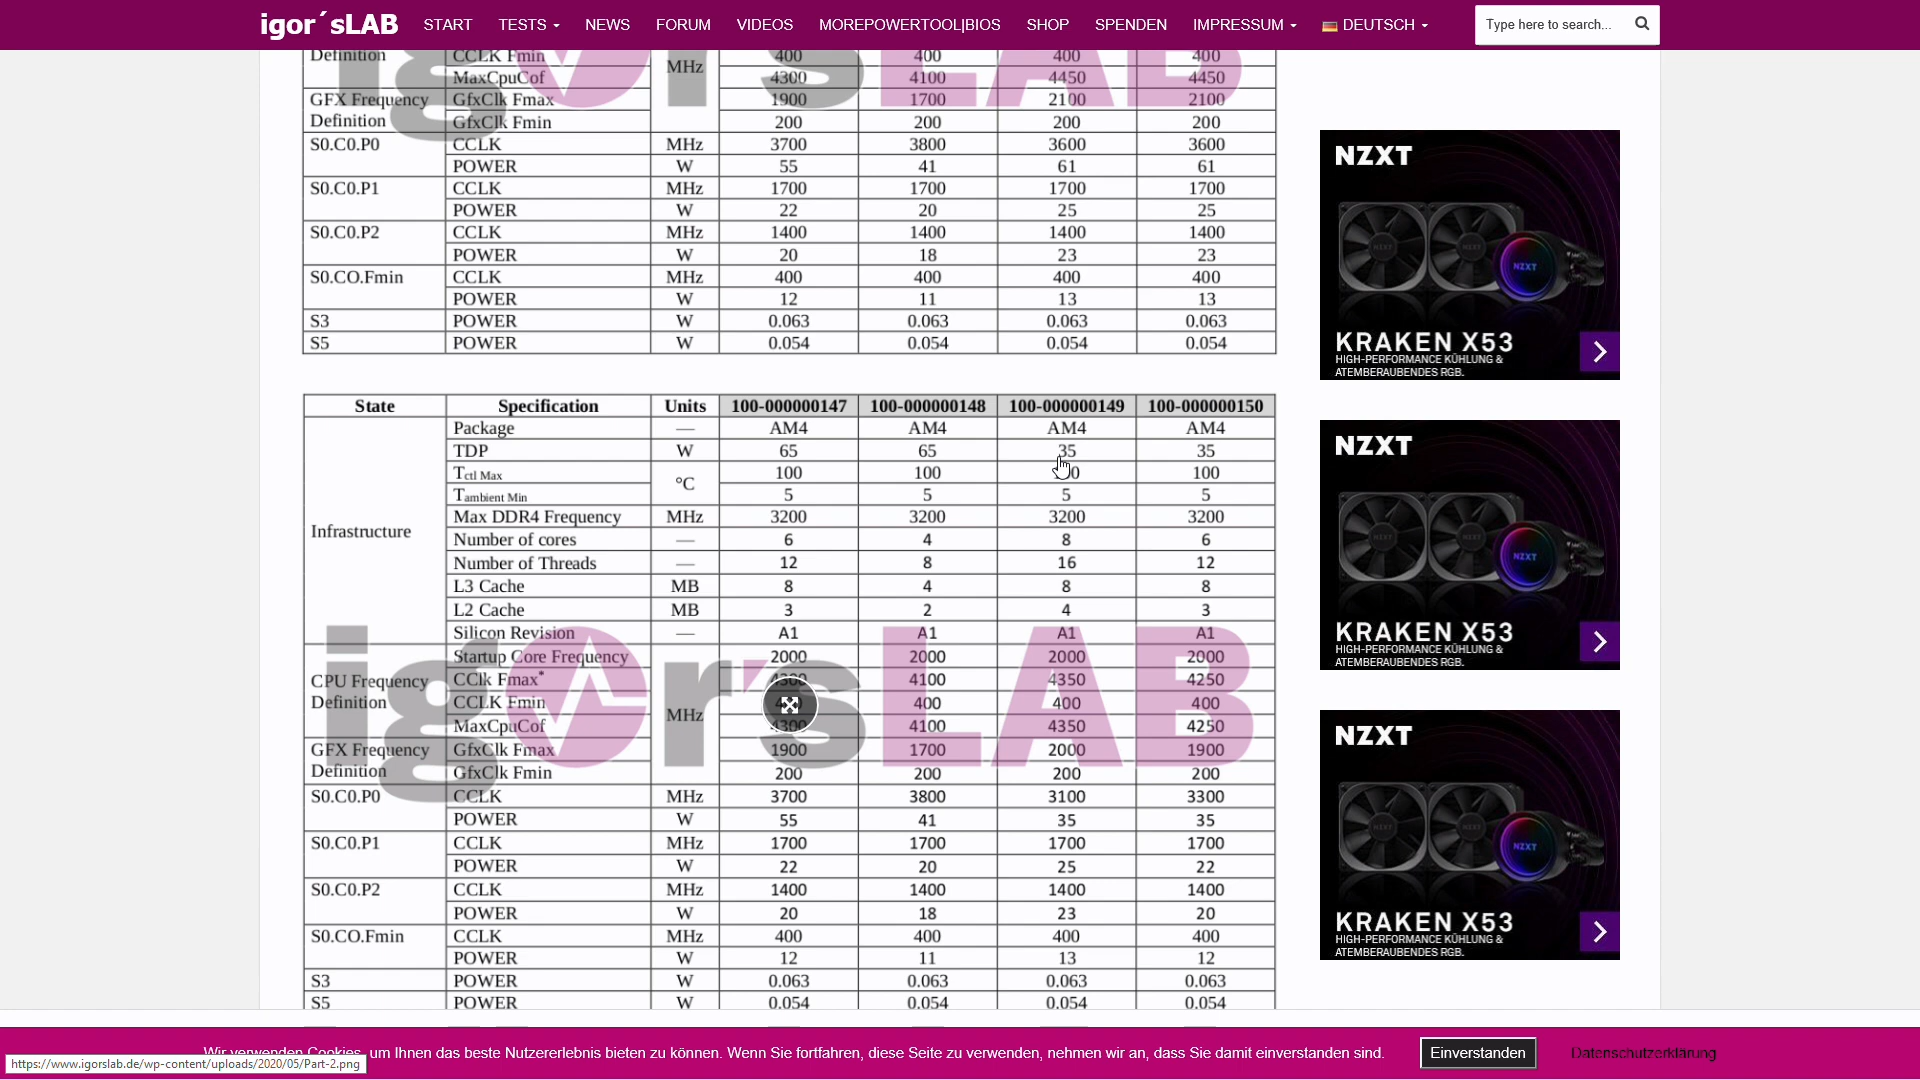 igor´sLAB START TESTS NEWS FORUM VIDEOS MOREPOWERTOOL|BIOS SHOP SPENDEN IMPRESSUM DEUTSCH Type here to search...
Definition CCLK Fmin MHz 400 400 400 400
MaxCpuCof 4300 4100 4450 4450
GFX Frequency GfxClk Fmax 1900 1700 2100 2100
Definition GfxClk Fmin 200 200 200 200
S0.C0.P0 CCLK MHz 3700 3800 3600 3600
POWER W 55 41 61 61
S0.C0.P1 CCLK MHz 1700 1700 1700 1700
POWER W 22 20 25 25
S0.C0.P2 CCLK MHz 1400 1400 1400 1400
POWER W 20 18 23 23
S0.CO.Fmin CCLK MHz 400 400 400 400
POWER W 12 11 13 13
S3 POWER W 0.063 0.063 0.063 0.063
S5 POWER W 0.054 0.054 0.054 0.054
State Specification Units 100-000000147 100-000000148 100-000000149 100-000000150
Package — AM4 AM4 AM4 AM4
TDP W 65 65 35 35
Tctl Max °C 100 100 100
Tambient Min 5 5 5 5
Max DDR4 Frequency MHz 3200 3200 3200 3200
Infrastructure Number of cores — 6 4 8 6
Number of Threads — 12 8 16 12
L3 Cache MB 8 4 8 8
L2 Cache MB 3 2 4 3
Silicon Revision — A1 A1 A1 A1
Startup Core Frequency 2000 2000 2000 2000
CPU Frequency CClk Fmax* 4300 4100 4350 4250
Definition CCLK Fmin MHz 400 400 400
MaxCpuCof 4300 4100 4350 4250
GFX Frequency GfxClk Fmax 1900 1700 2000 1900
Definition GfxClk Fmin 200 200 200 200
S0.C0.P0 CCLK MHz 3700 3800 3100 3300
POWER W 55 41 35 35
S0.C0.P1 CCLK MHz 1700 1700 1700 1700
POWER W 22 20 25 22
S0.C0.P2 CCLK MHz 1400 1400 1400 1400
POWER W 20 18 23 20
S0.CO.Fmin CCLK MHz 400 400 400 400
POWER W 12 11 13 12
S3 POWER W 0.063 0.063 0.063 0.063
S5 POWER W 0.054 0.054 0.054 0.054
igor'sLAB
igor'sLAB
NZXT
NZXT
KRAKEN X53
HIGH-PERFORMANCE KÜHLUNG &
ATEMBERAUBENDES RGB.
NZXT
NZXT
KRAKEN X53
HIGH-PERFORMANCE KÜHLUNG &
ATEMBERAUBENDES RGB.
NZXT
NZXT
KRAKEN X53
HIGH-PERFORMANCE KÜHLUNG &
ATEMBERAUBENDES RGB.
Wir verwenden Cookies, um Ihnen das beste Nutzererlebnis bieten zu können. Wenn Sie fortfahren, diese Seite zu verwenden, nehmen wir an, dass Sie damit einverstanden sind. Einverstanden Datenschutzerklärung
https://www.igorslab.de/wp-content/uploads/2020/05/Part-2.png